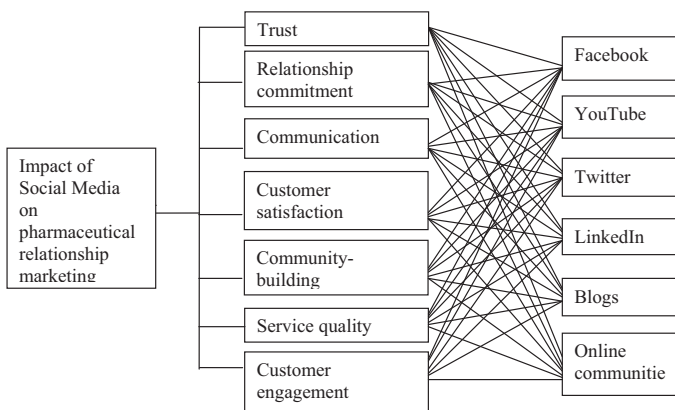 Impact of
Social Media
on
pharmaceutical
relationship
marketing
Trust
Relationship
commitment
Communication
Customer
satisfaction
Community-
building
Service quality
Customer
engagement
Facebook
YouTube
Twitter
LinkedIn
Blogs
Online
communitie